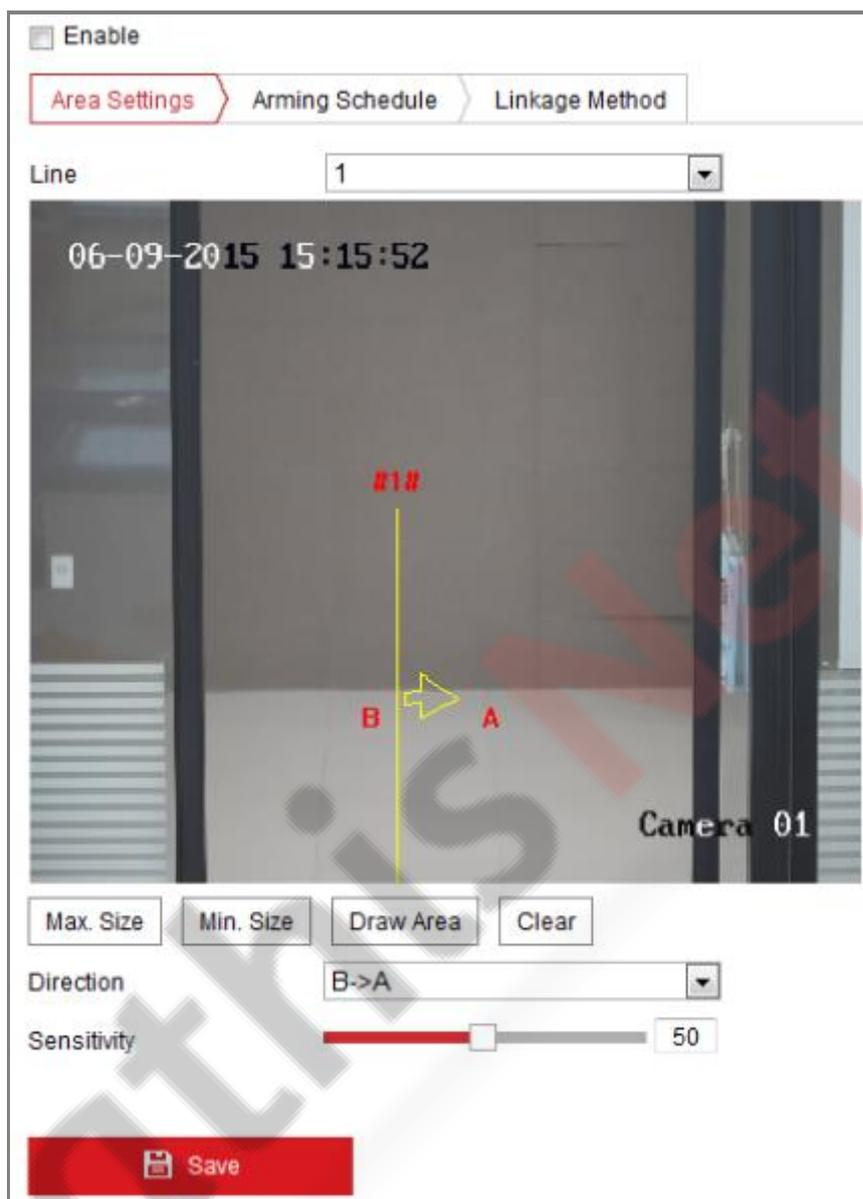 Enable
Area Settings Arming Schedule Linkage Method
Line 1
06-09-2015 15:15:52
#1#
B A
Camera 01
Max. Size Min. Size Draw Area Clear
Direction B->A
Sensitivity 50
Save
Net